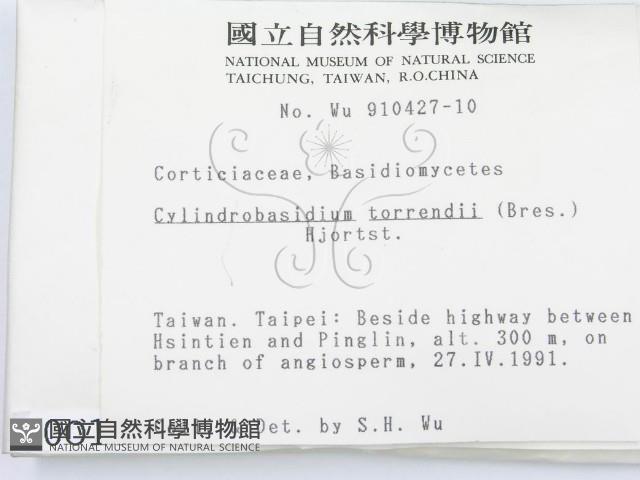 國立自然科學博物館
NATIONAL MUSEUM OF NATURAL SCIENCE
TAICHUNG, TAIWAN, R.O.CHINA
No. Wu 910427-10
Corticiaceae, Basidiomycetes
Cylindrobasidium torrendii (Bres.)
Hjortst.
Taiwan. Taipei: Beside highway between
Hsintien and Pinglin, alt. 300 m, on
branch of angiosperm, 27.IV.1991.
Det. by S.H. Wu
001
國立自然科學博物館
NATIONAL MUSEUM OF NATURAL SCIENCE